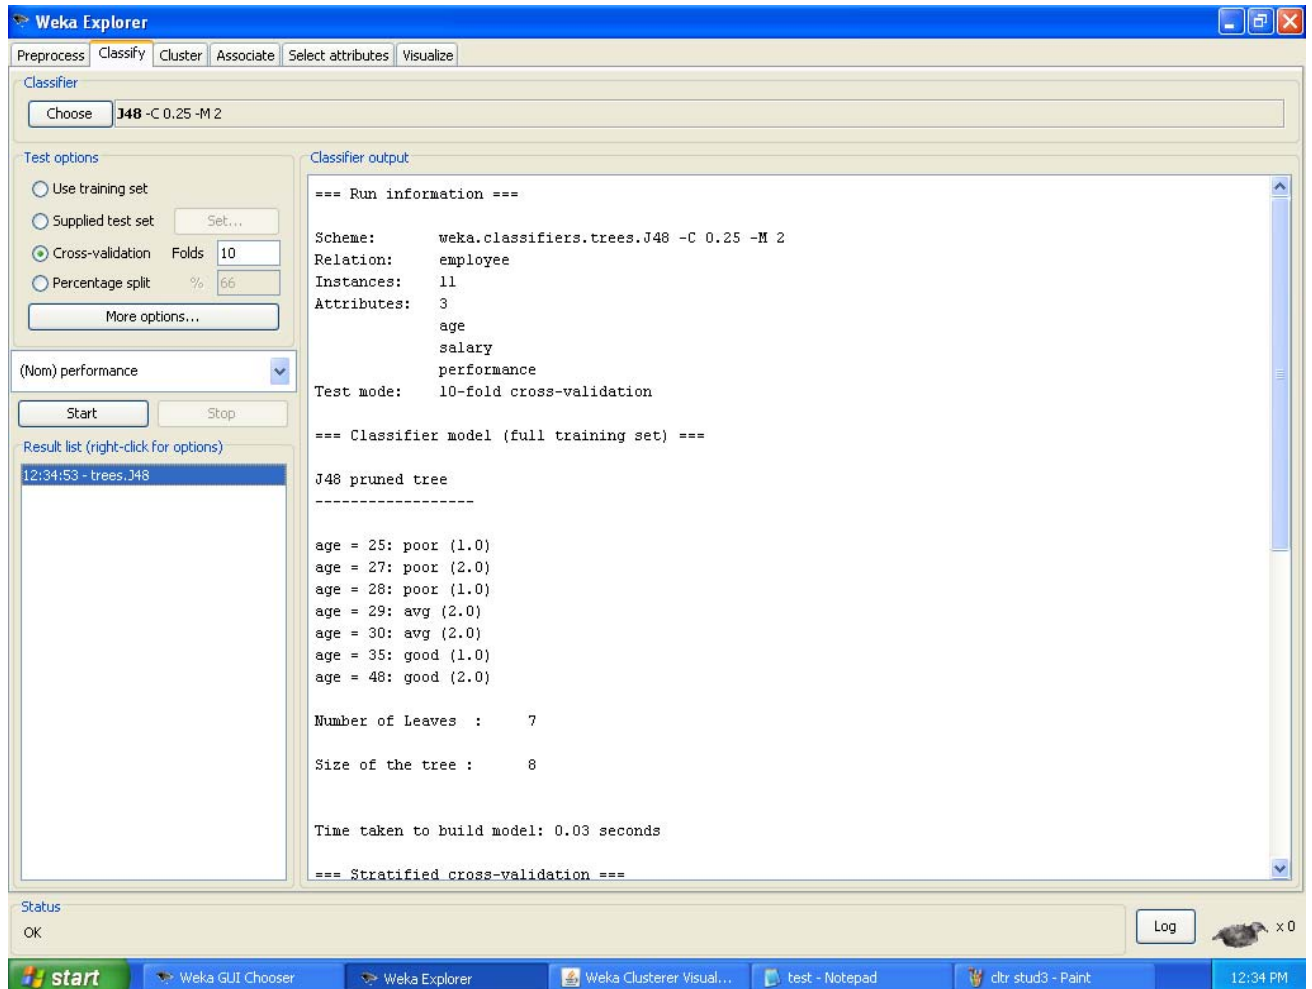 Weka Explorer
Preprocess Classify Cluster Associate Select attributes Visualize
Classifier
Choose J48 -C 0.25 -M 2
Test options
Use training set
Supplied test set Set...
Cross-validation Folds 10
Percentage split % 66
More options...
(Nom) performance
Start Stop
Result list (right-click for options)
12:34:53 - trees.J48
Classifier output
=== Run information ===
Scheme: weka.classifiers.trees.J48 -C 0.25 -M 2
Relation: employee
Instances: 11
Attributes: 3
age
salary
performance
Test mode: 10-fold cross-validation
=== Classifier model (full training set) ===
J48 pruned tree
------------------
age = 25: poor (1.0)
age = 27: poor (2.0)
age = 28: poor (1.0)
age = 29: avg (2.0)
age = 30: avg (2.0)
age = 35: good (1.0)
age = 48: good (2.0)
Number of Leaves : 7
Size of the tree : 8
Time taken to build model: 0.03 seconds
=== Stratified cross-validation ===
Status
OK
Log x 0
start Weka GUI Chooser Weka Explorer Weka Clusterer Visual... test - Notepad cltr stud3 - Paint 12:34 PM